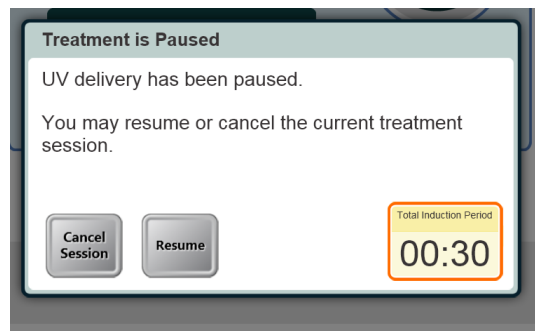 Treatment is Paused
UV delivery has been paused.
You may resume or cancel the current treatment
session.
Cancel
Session
Resume
Total Induction Period
00:30